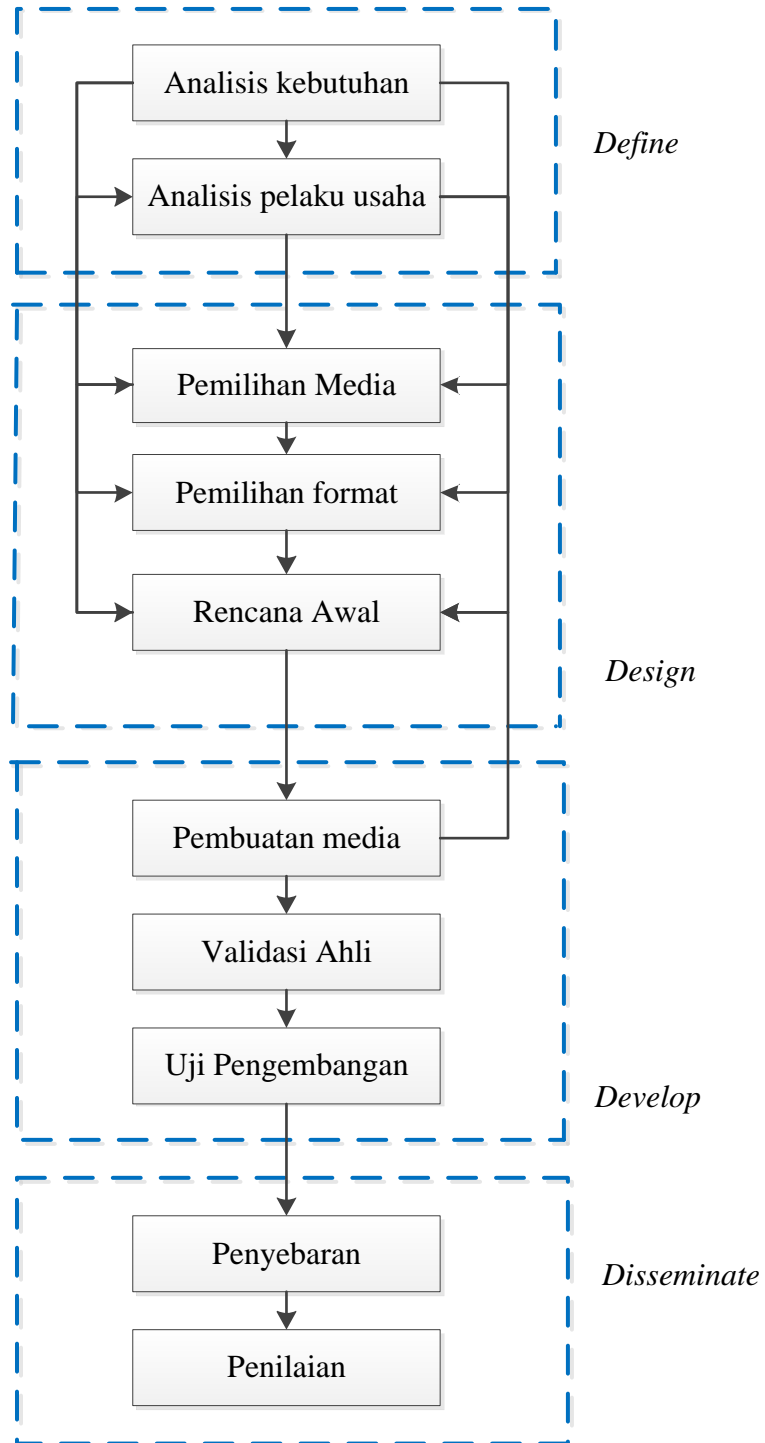 Analisis kebutuhan
Define
Analisis pelaku usaha
Pemilihan Media
Pemilihan format
Rencana Awal
Design
Pembuatan media
Validasi Ahli
Uji Pengembangan
Develop
Penyebaran
Disseminate
Penilaian